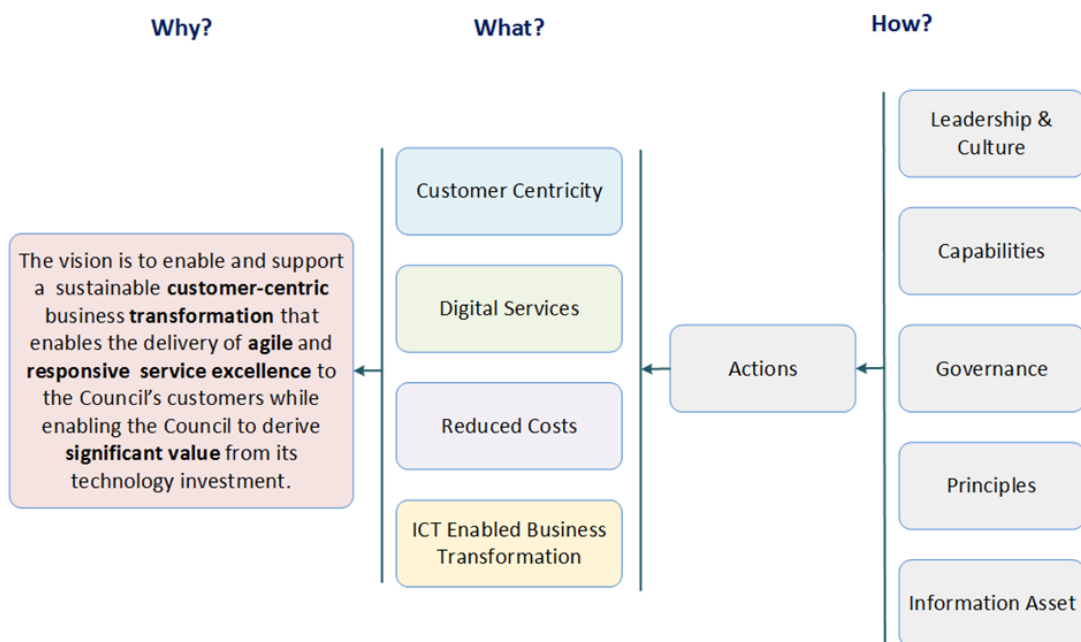 Why?
What?
How?
The vision is to enable and support
a sustainable customer-centric
business transformation that
enables the delivery of agile and
responsive service excellence to
the Council's customers while
enabling the Council to derive
significant value from its
technology investment.
Customer Centricity
Digital Services
Reduced Costs
ICT Enabled Business
Transformation
Actions
Leadership &
Culture
Capabilities
Governance
Principles
Information Asset